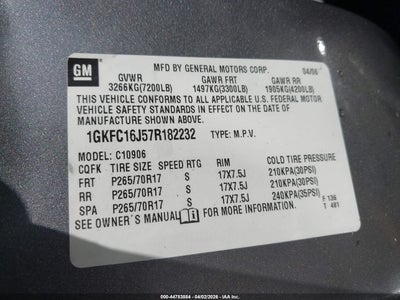 GM
MFD BY GENERAL MOTORS CORP. 04/06
GVWR GAWR FRT GAWR RR
3266KG(7200LB) 1497KG(3300LB) 1905KG(4200LB)
THIS VEHICLE CONFORMS TO ALL APPLICABLE U.S. FEDERAL MOTOR
VEHICLE SAFETY STANDARDS IN EFFECT ON THE DATE OF
MANUFACTURE SHOWN ABOVE.
1GKFC16J57R182232 TYPE: M.P.V.
MODEL: C10906
CQFK TIRE SIZE SPEED RTG RIM COLD TIRE PRESSURE
FRT P265/70R17 S 17X7.5J 210KPA(30PSI)
RR P265/70R17 S 17X7.5J 210KPA(30PSI)
SPA P265/70R17 S 17X7.5J 240KPA(35PSI)
SEE OWNER'S MANUAL FOR MORE INFORMATION.
F 136
T 481
000-44783084 - 04/02/2026 - IAAI.COM